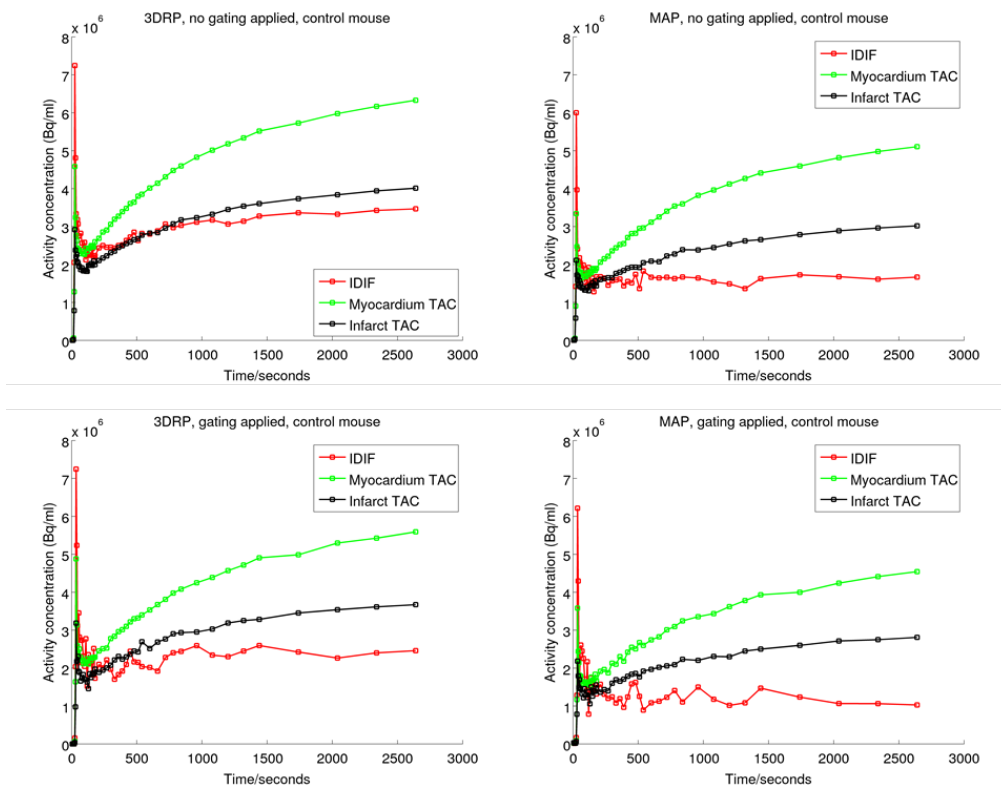 3DRP, no gating applied, control mouse
x 10^6
8
7
6
5
4
3
2
1
0
Activity concentration (Bq/ml)
IDIF
Myocardium TAC
Infarct TAC
0 500 1000 1500 2000 2500 3000
Time/seconds
MAP, no gating applied, control mouse
x 10^6
8
7
6
5
4
3
2
1
0
Activity concentration (Bq/ml)
IDIF
Myocardium TAC
Infarct TAC
0 500 1000 1500 2000 2500 3000
Time/seconds
3DRP, gating applied, control mouse
x 10^6
8
7
6
5
4
3
2
1
0
Activity concentration (Bq/ml)
IDIF
Myocardium TAC
Infarct TAC
0 500 1000 1500 2000 2500 3000
Time/seconds
MAP, gating applied, control mouse
x 10^6
8
7
6
5
4
3
2
1
0
Activity concentration (Bq/ml)
IDIF
Myocardium TAC
Infarct TAC
0 500 1000 1500 2000 2500 3000
Time/seconds